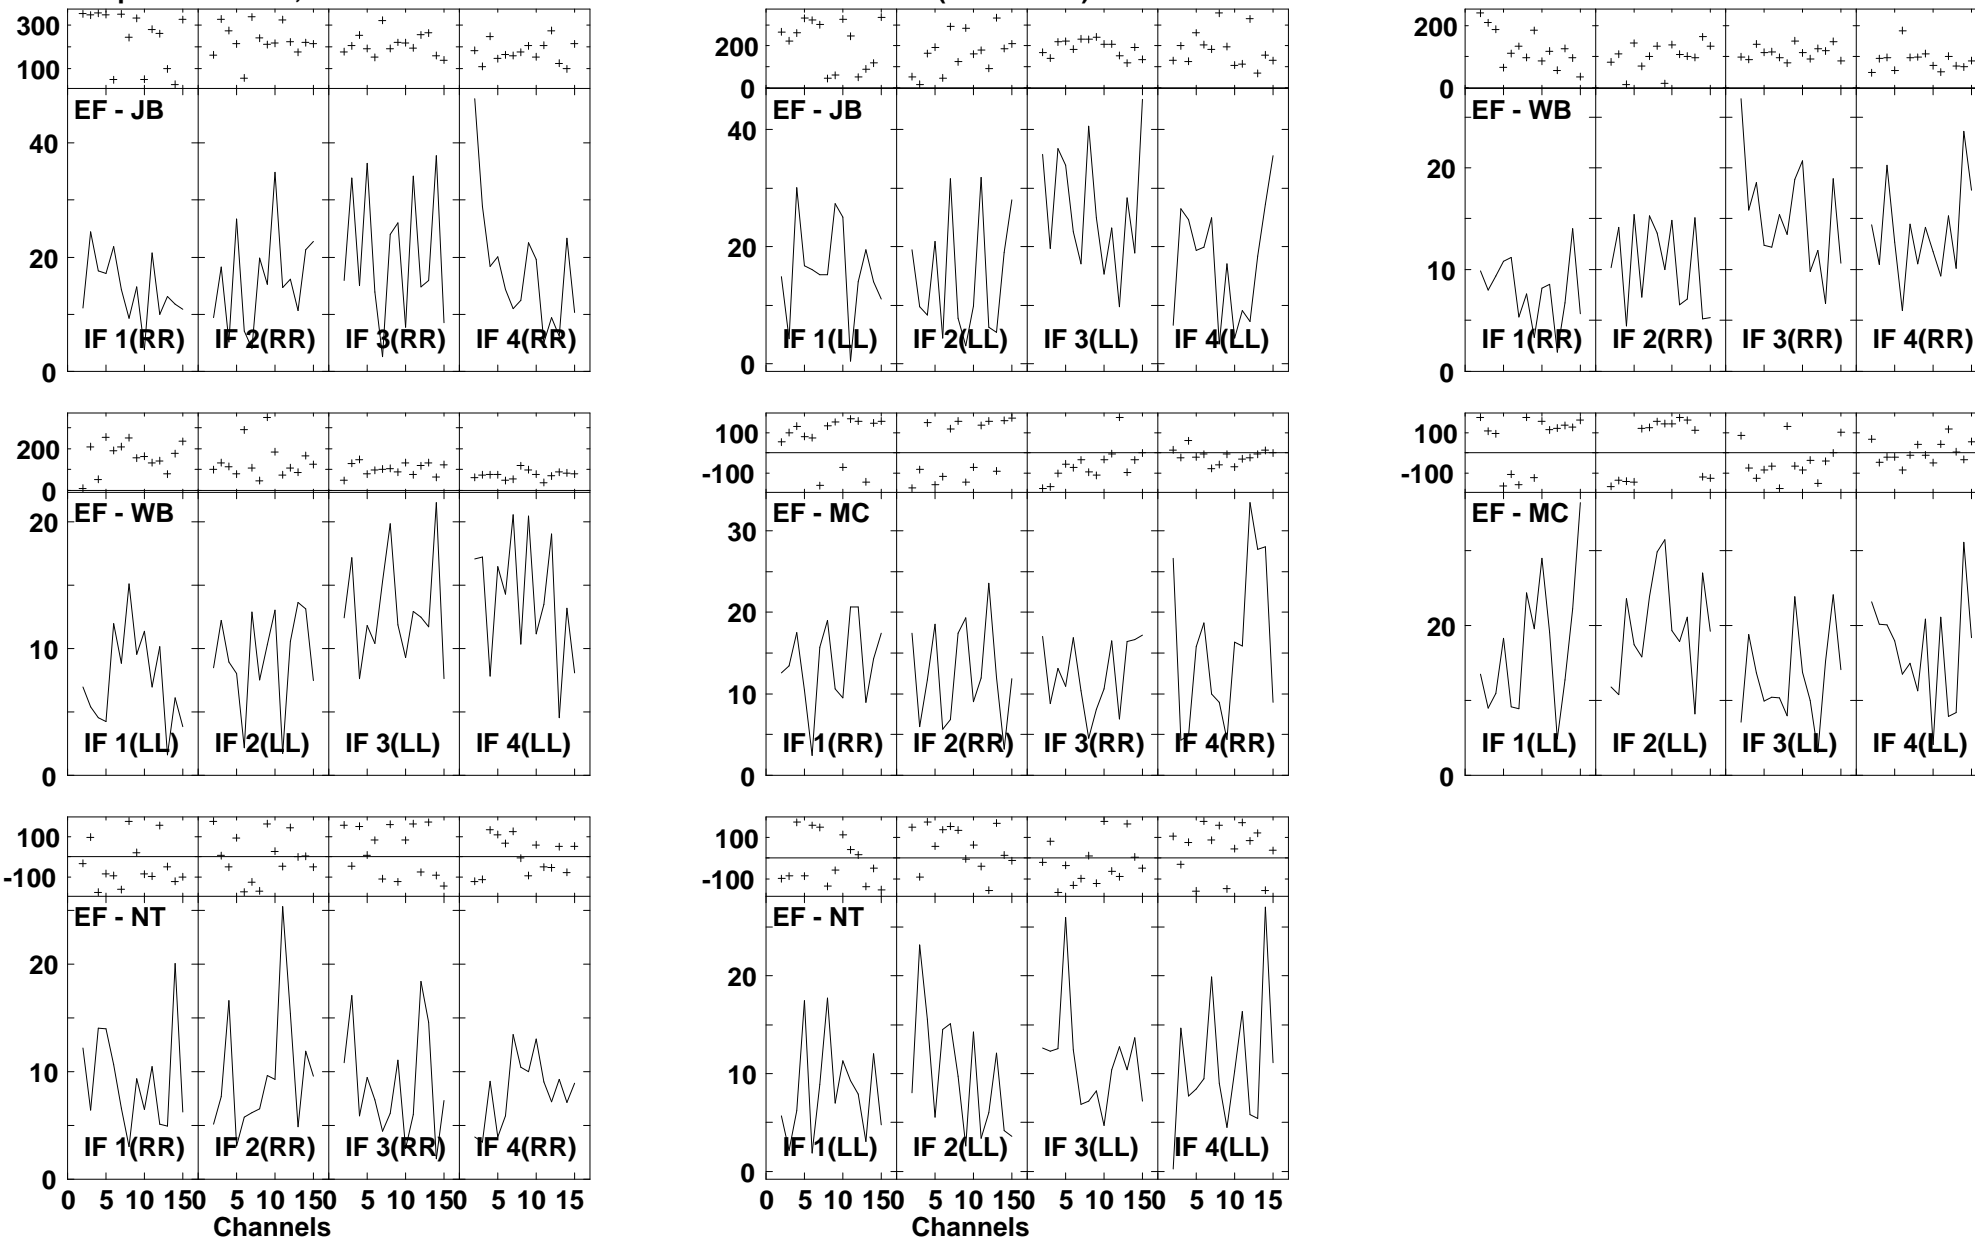 300
100
EF - JB
40
20
0
IF 1(RR) IF 2(RR) IF 3(RR) IF 4(RR)
200
0
EF - JB
40
20
0
IF 1(LL) IF 2(LL) IF 3(LL) IF 4(LL)
200
0
EF - WB
20
10
0
IF 1(RR) IF 2(RR) IF 3(RR) IF 4(RR)
200
0
EF - WB
20
10
0
IF 1(LL) IF 2(LL) IF 3(LL) IF 4(LL)
100
-100
EF - MC
30
20
10
0
IF 1(RR) IF 2(RR) IF 3(RR) IF 4(RR)
100
-100
EF - MC
20
0
IF 1(LL) IF 2(LL) IF 3(LL) IF 4(LL)
100
-100
EF - NT
20
10
0
IF 1(RR) IF 2(RR) IF 3(RR) IF 4(RR)
0 5 10 150 5 10 150 5 10 150 5 10 15
Channels
100
-100
EF - NT
20
10
0
IF 1(LL) IF 2(LL) IF 3(LL) IF 4(LL)
0 5 10 150 5 10 150 5 10 150 5 10 15
Channels